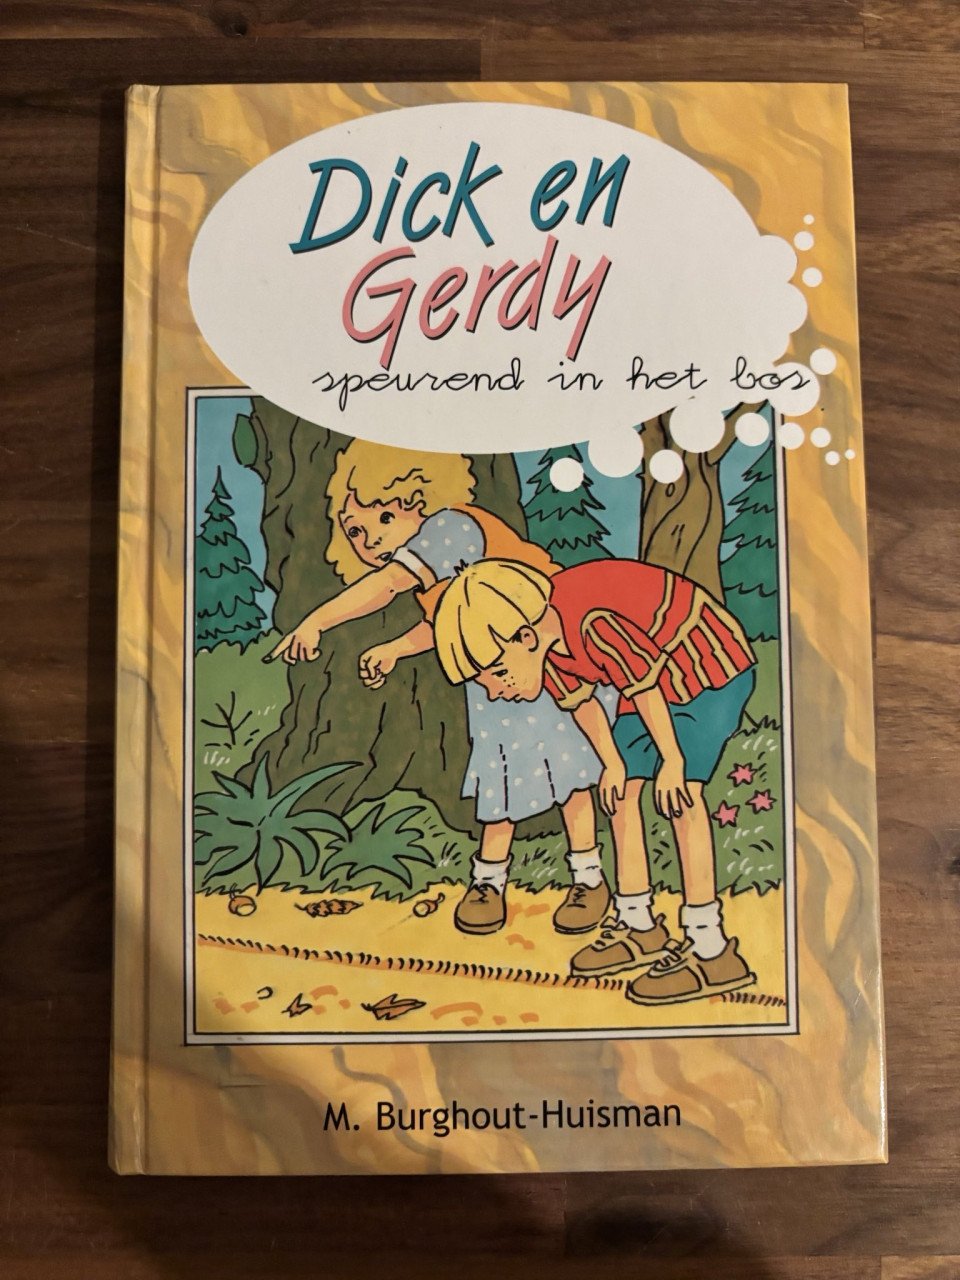 Dick en
Gerdy
speurend in het bos
M. Burghout-Huisman